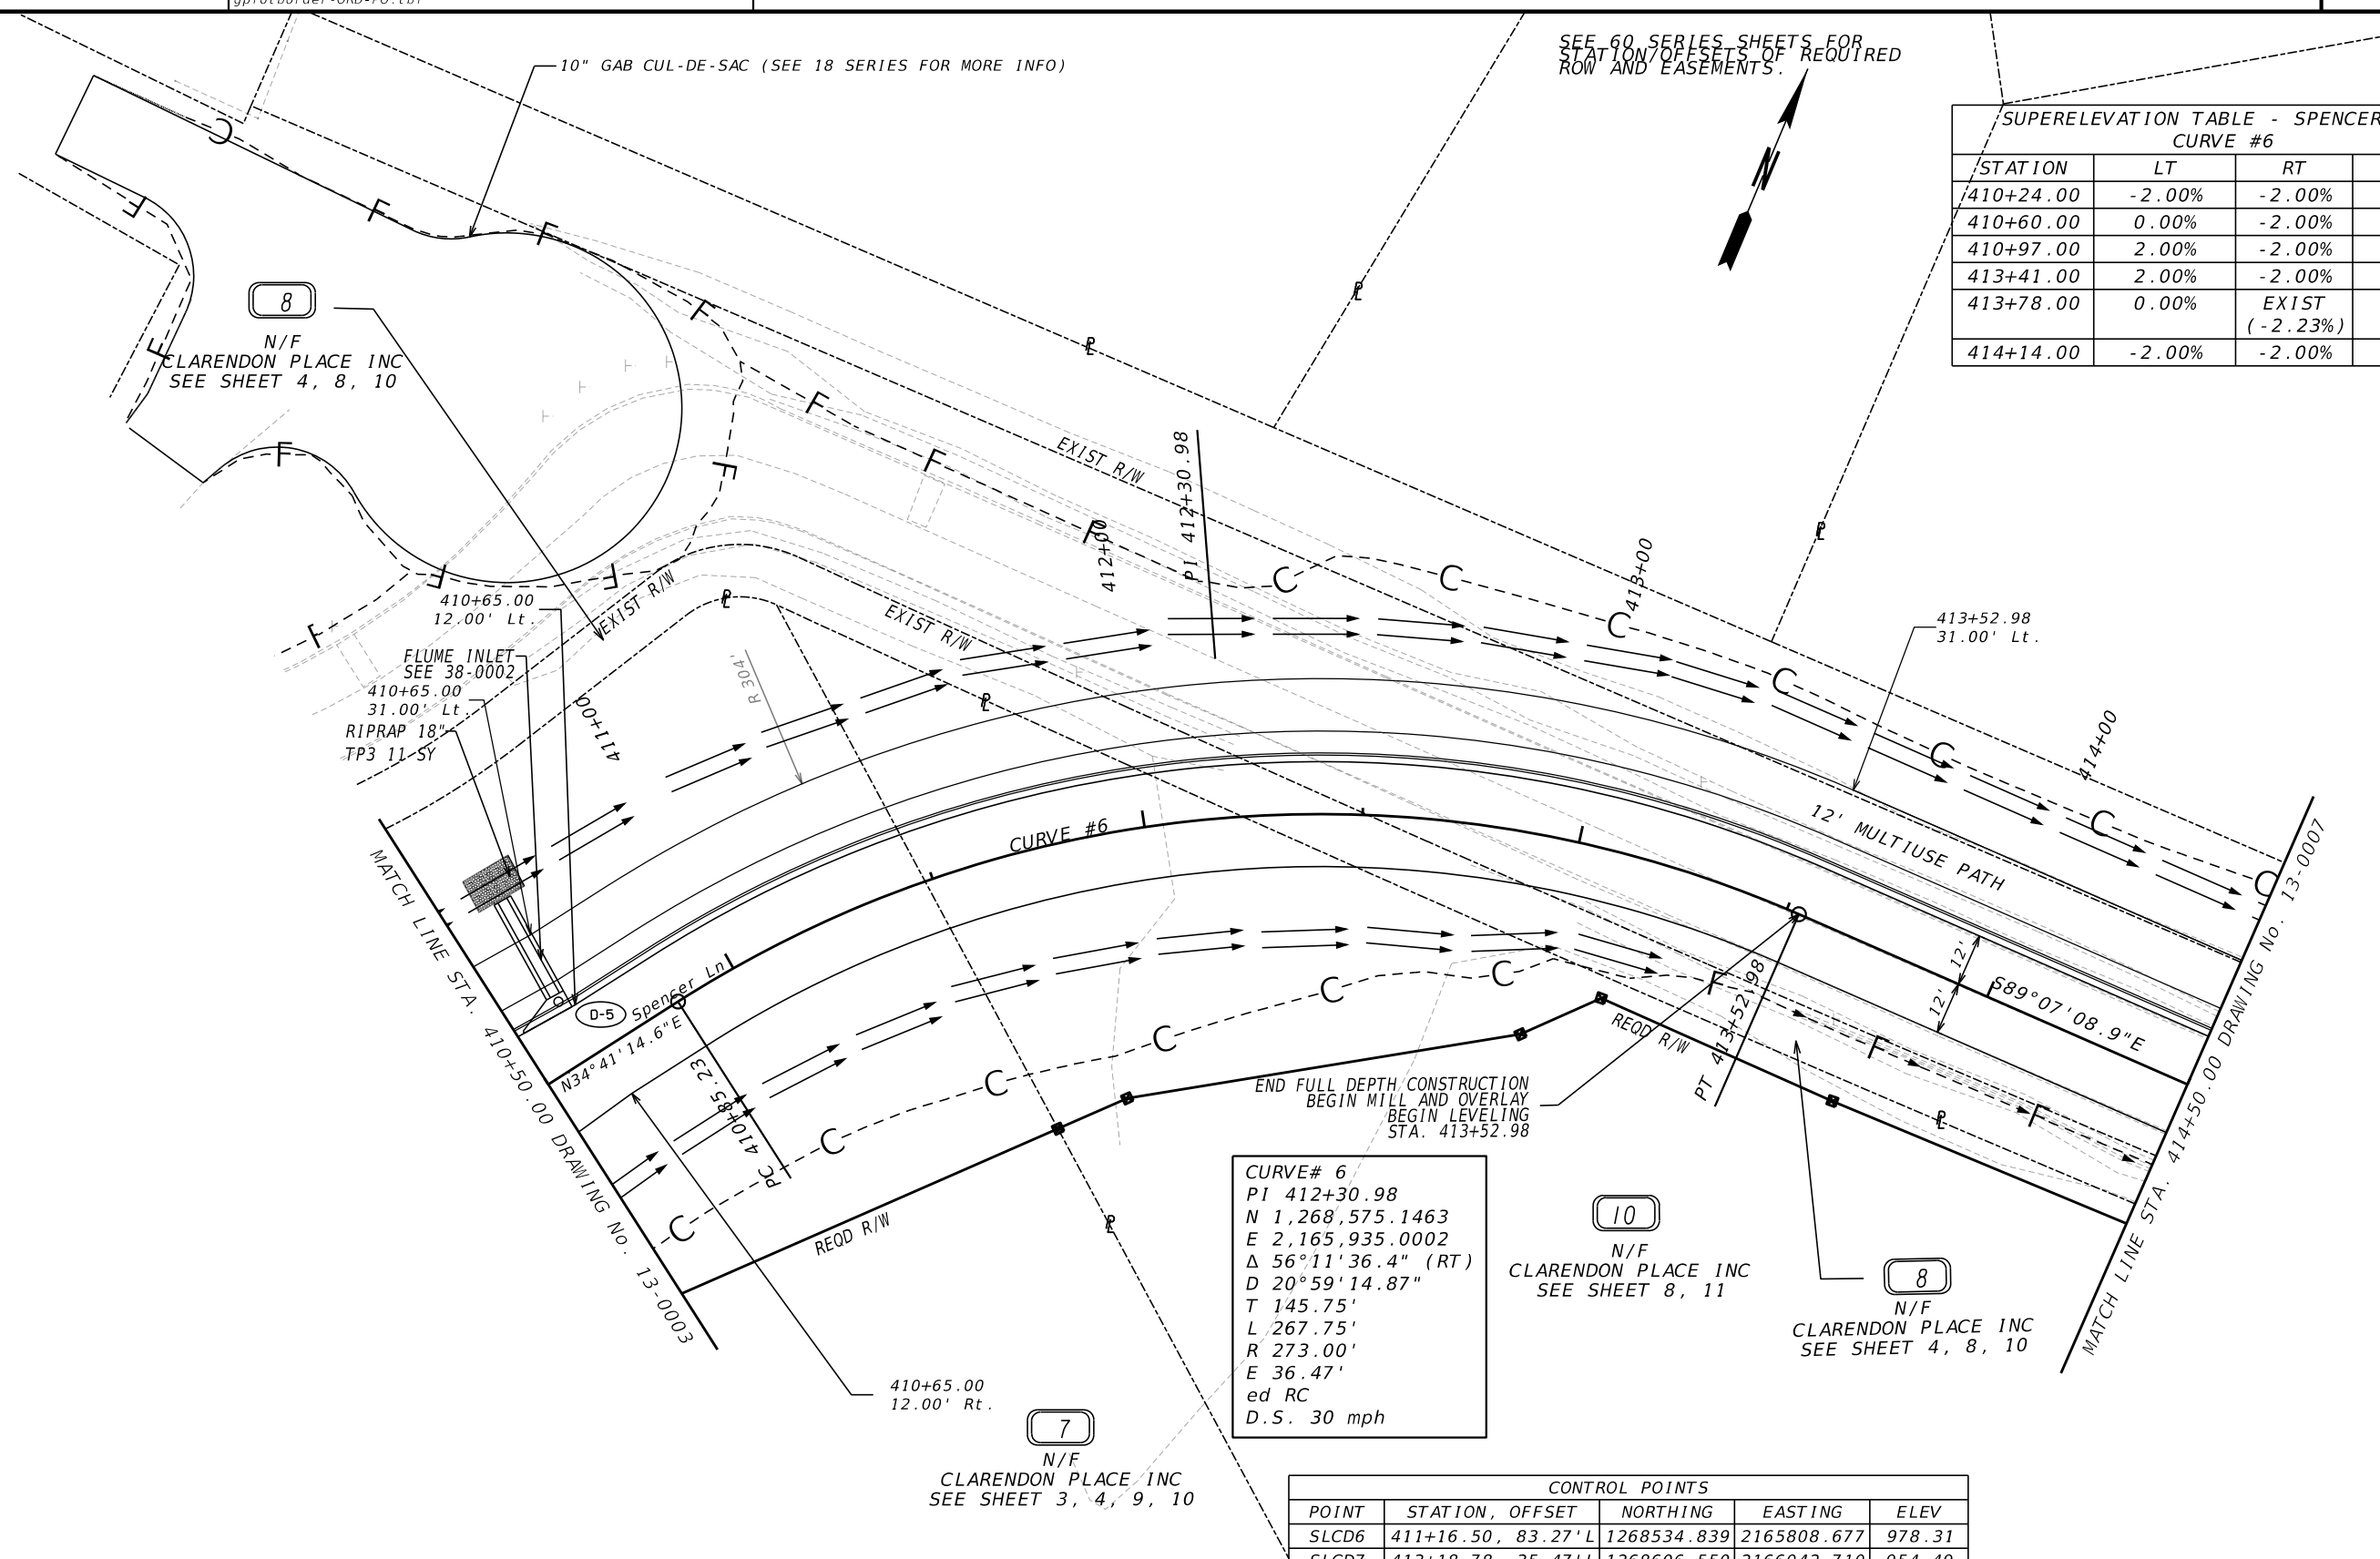 10" GAB CUL-DE-SAC (SEE 18 SERIES FOR MORE INFO)
SEE 60 SERIES SHEETS FOR
STATION/OFFSETS OF REQUIRED
ROW AND EASEMENTS.
N
SUPERELEVATION TABLE - SPENCER
CURVE #6
STATION LT RT
410+24.00 -2.00% -2.00%
410+60.00 0.00% -2.00%
410+97.00 2.00% -2.00%
413+41.00 2.00% -2.00%
413+78.00 0.00% EXIST
(-2.23%)
414+14.00 -2.00% -2.00%
8
N/F
CLARENDON PLACE INC
SEE SHEET 4, 8, 10
EXIST R/W
PI 412+30.98
412+00
413+00
414+00
411+00
EXIST R/W
EXIST R/W
410+65.00
12.00' Lt.
FLUME INLET
SEE 38-0002
410+65.00
31.00' Lt.
RIPRAP 18"
TP3 11 SY
R 304'
413+52.98
31.00' Lt.
12' MULTIUSE PATH
CURVE #6
MATCH LINE STA. 410+50.00 DRAWING No. 13-0003
D-5
Spencer Ln
N34°41'14.6"E
PC 410+85.23
12'
12'
S89°07'08.9"E
PT 413+52.98
REQD R/W
REQD R/W
MATCH LINE STA. 414+50.00 DRAWING No. 13-0007
END FULL DEPTH CONSTRUCTION
BEGIN MILL AND OVERLAY
BEGIN LEVELING
STA. 413+52.98
CURVE# 6
PI 412+30.98
N 1,268,575.1463
E 2,165,935.0002
Δ 56°11'36.4" (RT)
D 20°59'14.87"
T 145.75'
L 267.75'
R 273.00'
E 36.47'
ed RC
D.S. 30 mph
10
N/F
CLARENDON PLACE INC
SEE SHEET 8, 11
8
N/F
CLARENDON PLACE INC
SEE SHEET 4, 8, 10
410+65.00
12.00' Rt.
7
N/F
CLARENDON PLACE INC
SEE SHEET 3, 4, 9, 10
CONTROL POINTS
POINT STATION, OFFSET NORTHING EASTING ELEV
SLCD6 411+16.50, 83.27'L 1268534.839 2165808.677 978.31